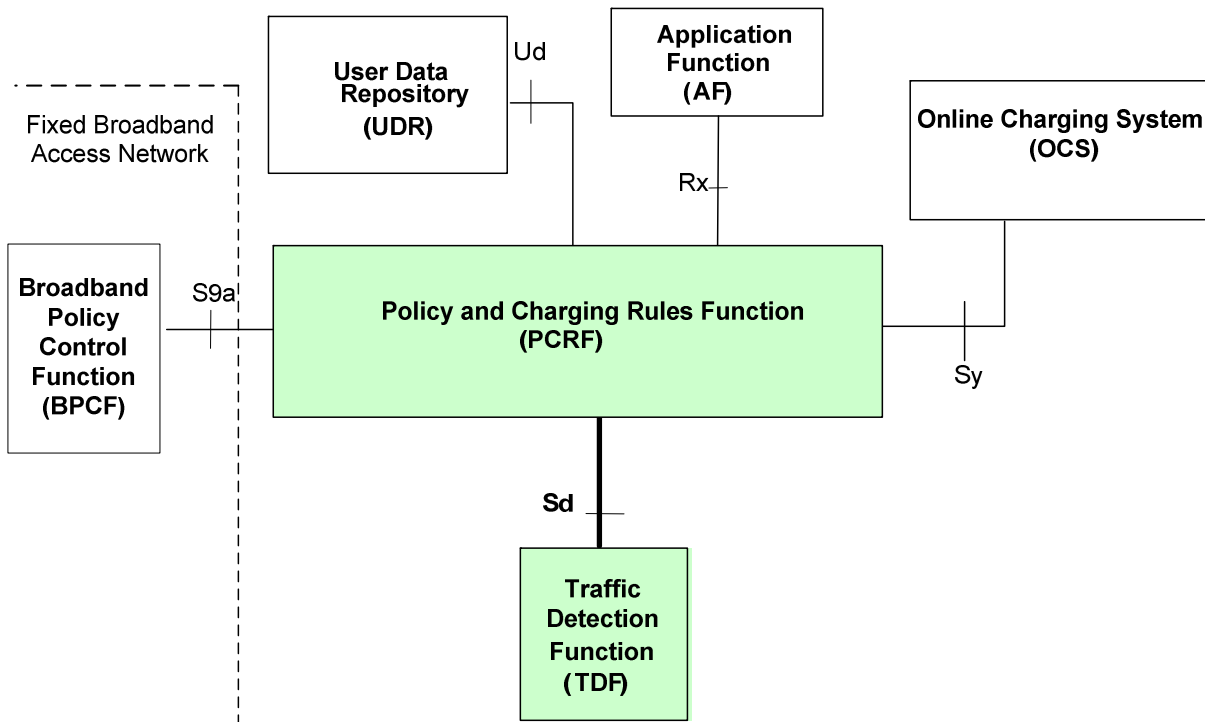 Ud
User Data
Repository
(UDR)
Application
Function
(AF)
Online Charging System
(OCS)
Fixed Broadband
Access Network
Rx
Broadband
Policy
Control
Function
(BPCF)
S9a
Policy and Charging Rules Function
(PCRF)
Sy
Sd
Traffic
Detection
Function
(TDF)